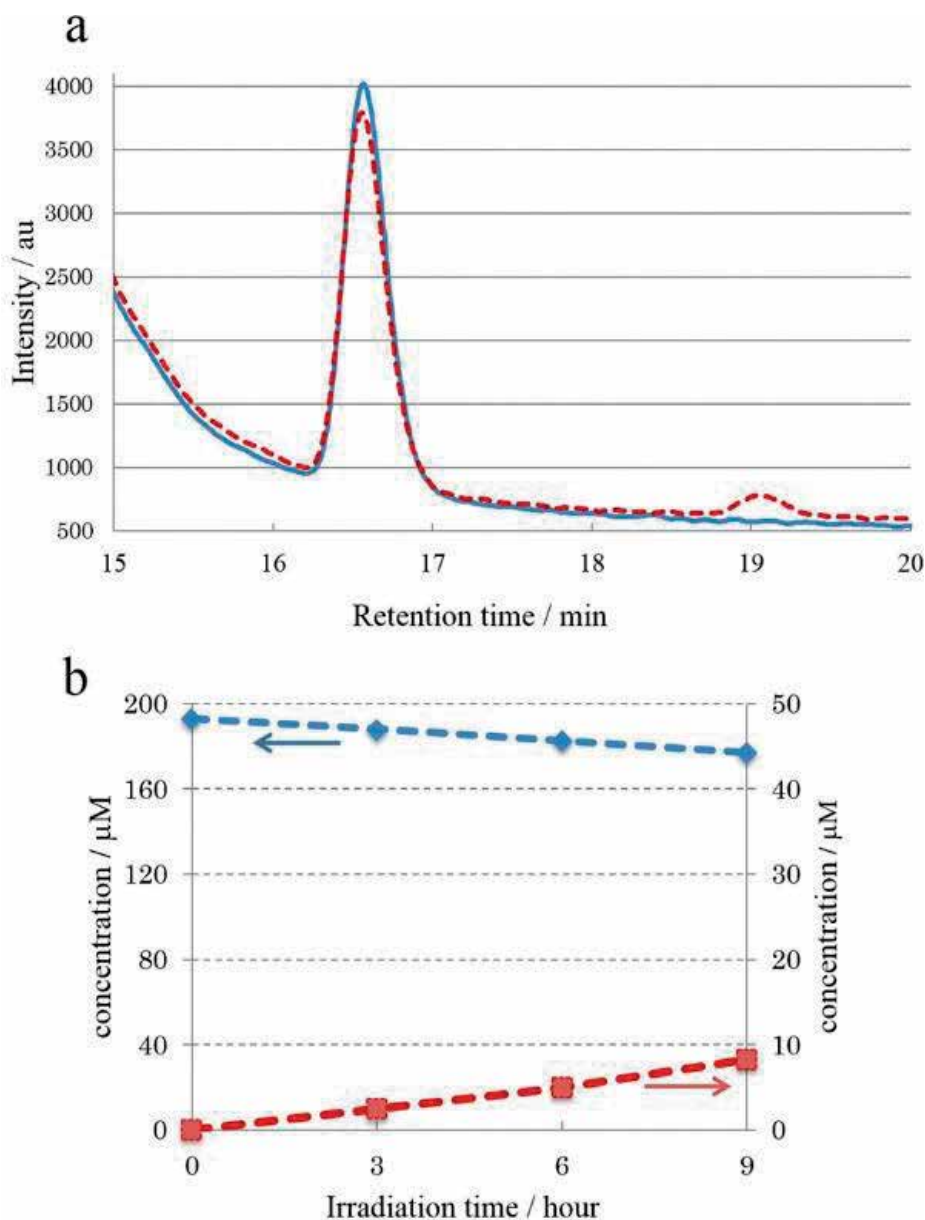 a
4000
3500
3000
2500
2000
1500
1000
500
Intensity / au
15 16 17 18 19 20
Retention time / min
b
200 50
160 40
120 30
80 20
40 10
0 0
concentration / μM
concentration / μM
0 3 6 9
Irradiation time / hour